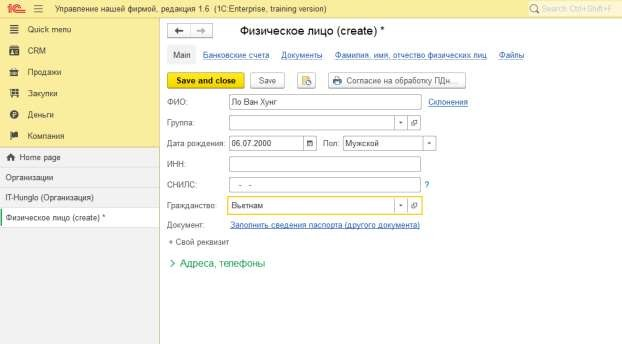 1С Управление нашей фирмой, редакция 1.6 (1C:Enterprise, training version) Search Ctrl+Shift+F
Quick menu
CRM
Продажи
Закупки
Деньги
Компания
Home page
Организации
IT-Hunglo (Организация)
Физическое лицо (create) *
Физическое лицо (create) *
Main Банковские счета Документы Фамилия, имя, отчество физических лиц Файлы
Save and close Save Согласие на обработку ПДн...
ФИО: Ло Ван Хунг Склонения
Группа:
Дата рождения: 06.07.2000 Пол: Мужской
ИНН:
СНИЛС: - - ?
Гражданство: Вьетнам
Документ: Заполнить сведения паспорта (другого документа)
+ Свой реквизит
Адреса, телефоны